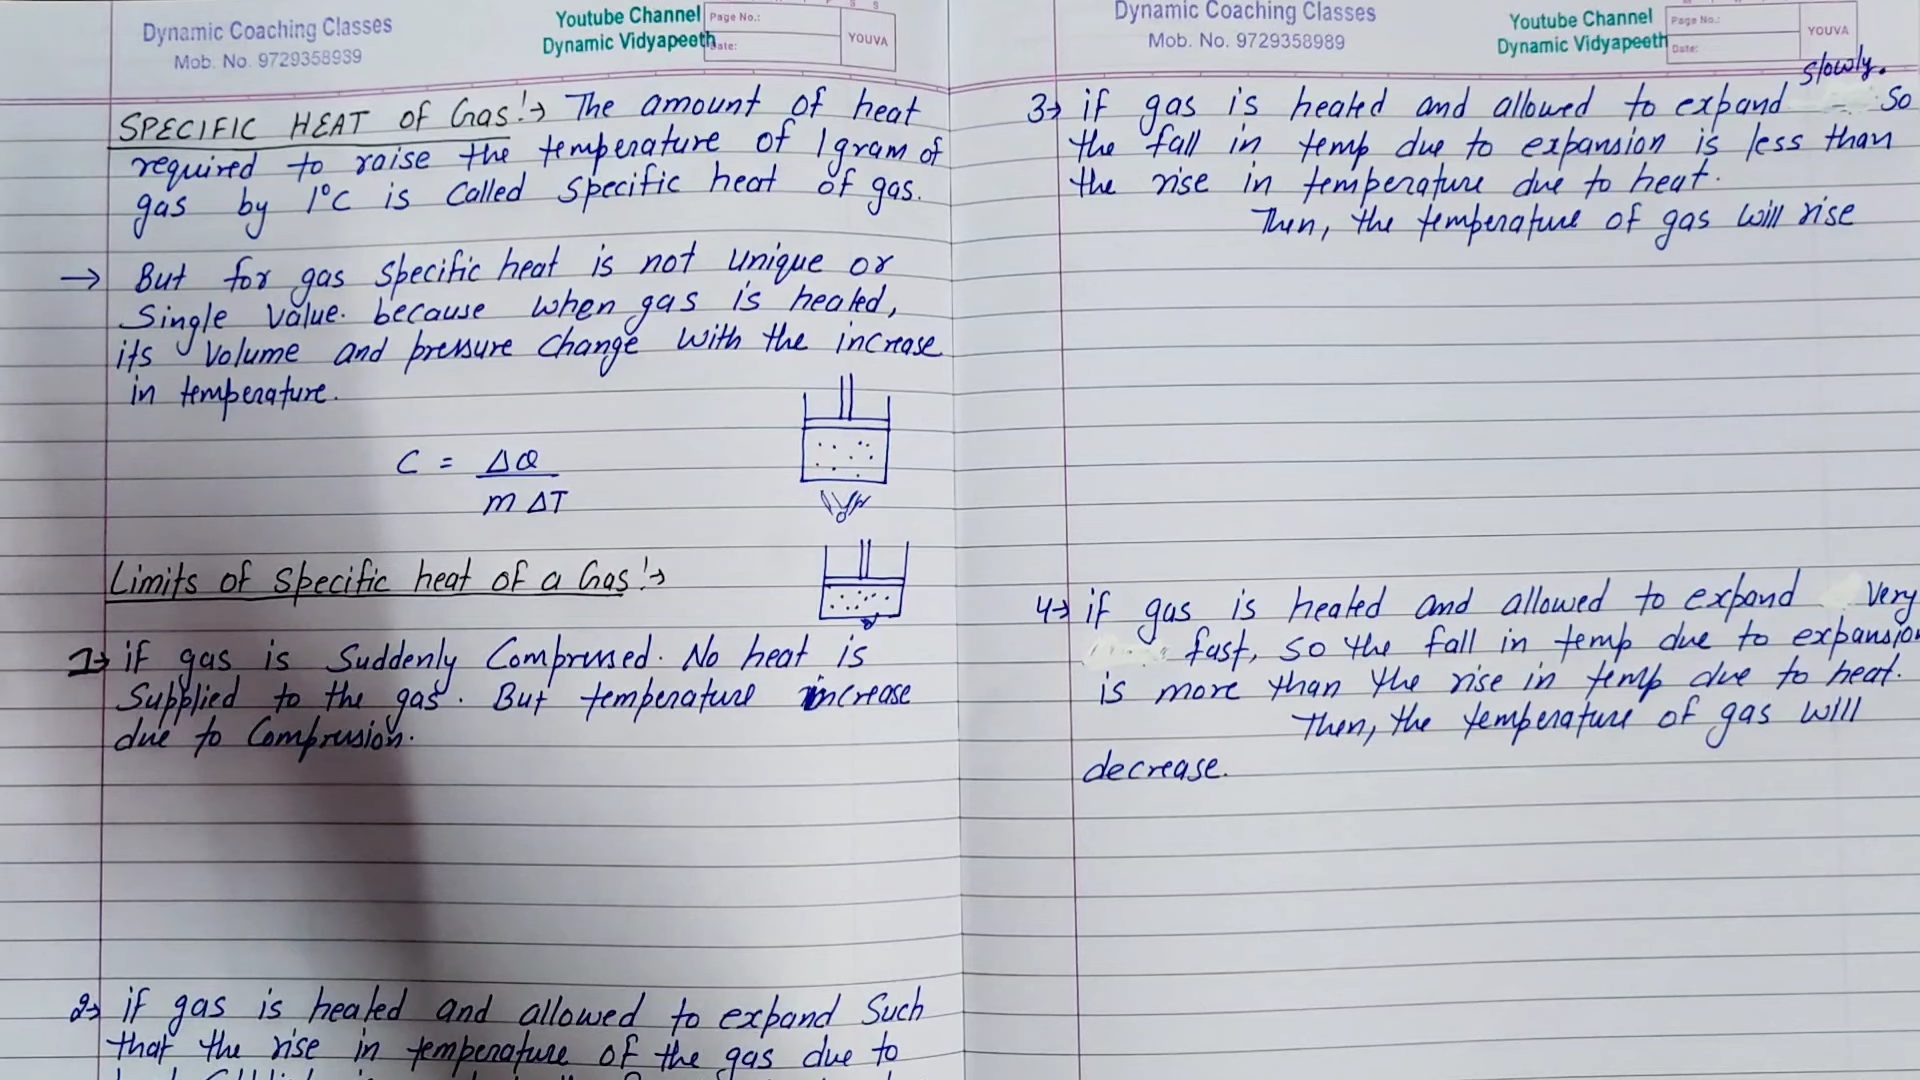 Dynamic Coaching Classes
Mob. No. 9729358939
Youtube Channel
Dynamic Vidyapeeth
Page No.:
Date:
YOUVA
SPECIFIC HEAT of Gas!→ The amount of heat
required to raise the temperature of 1 gram of
gas by 1°C is Called Specific heat of gas.
→ But for gas Specific heat is not unique or
Single Value. because when gas is heated,
its Volume and pressure Change With the increase
in temperature.
C = ΔQ
m ΔT
Limits of Specific heat of a Gas!→
1→ if gas is Suddenly Compressed. No heat is
Supplied to the gas. But temperature increase
due to Compression.
2→ if gas is heated and allowed to expand Such
that the rise in temperature of the gas due to
Dynamic Coaching Classes
Mob. No. 9729358989
Youtube Channel
Dynamic Vidyapeeth
Page No.:
Date:
YOUVA
Slowly.
3→ if gas is heated and allowed to expand So
the fall in temp due to expansion is less than
the rise in temperature due to heat.
Then, the temperature of gas will rise
4→ if gas is heated and allowed to expand Very
fast, So the fall in temp due to expansion
is more than the rise in temp due to heat.
Then, the temperature of gas will
decrease.